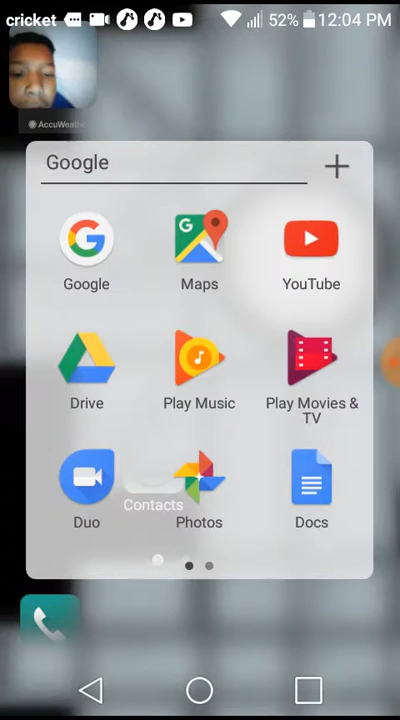 cricket 52% 12:04 PM
AccuWeathe
Google
Google Maps YouTube
Drive Play Music Play Movies &
TV
Contacts
Duo Photos Docs